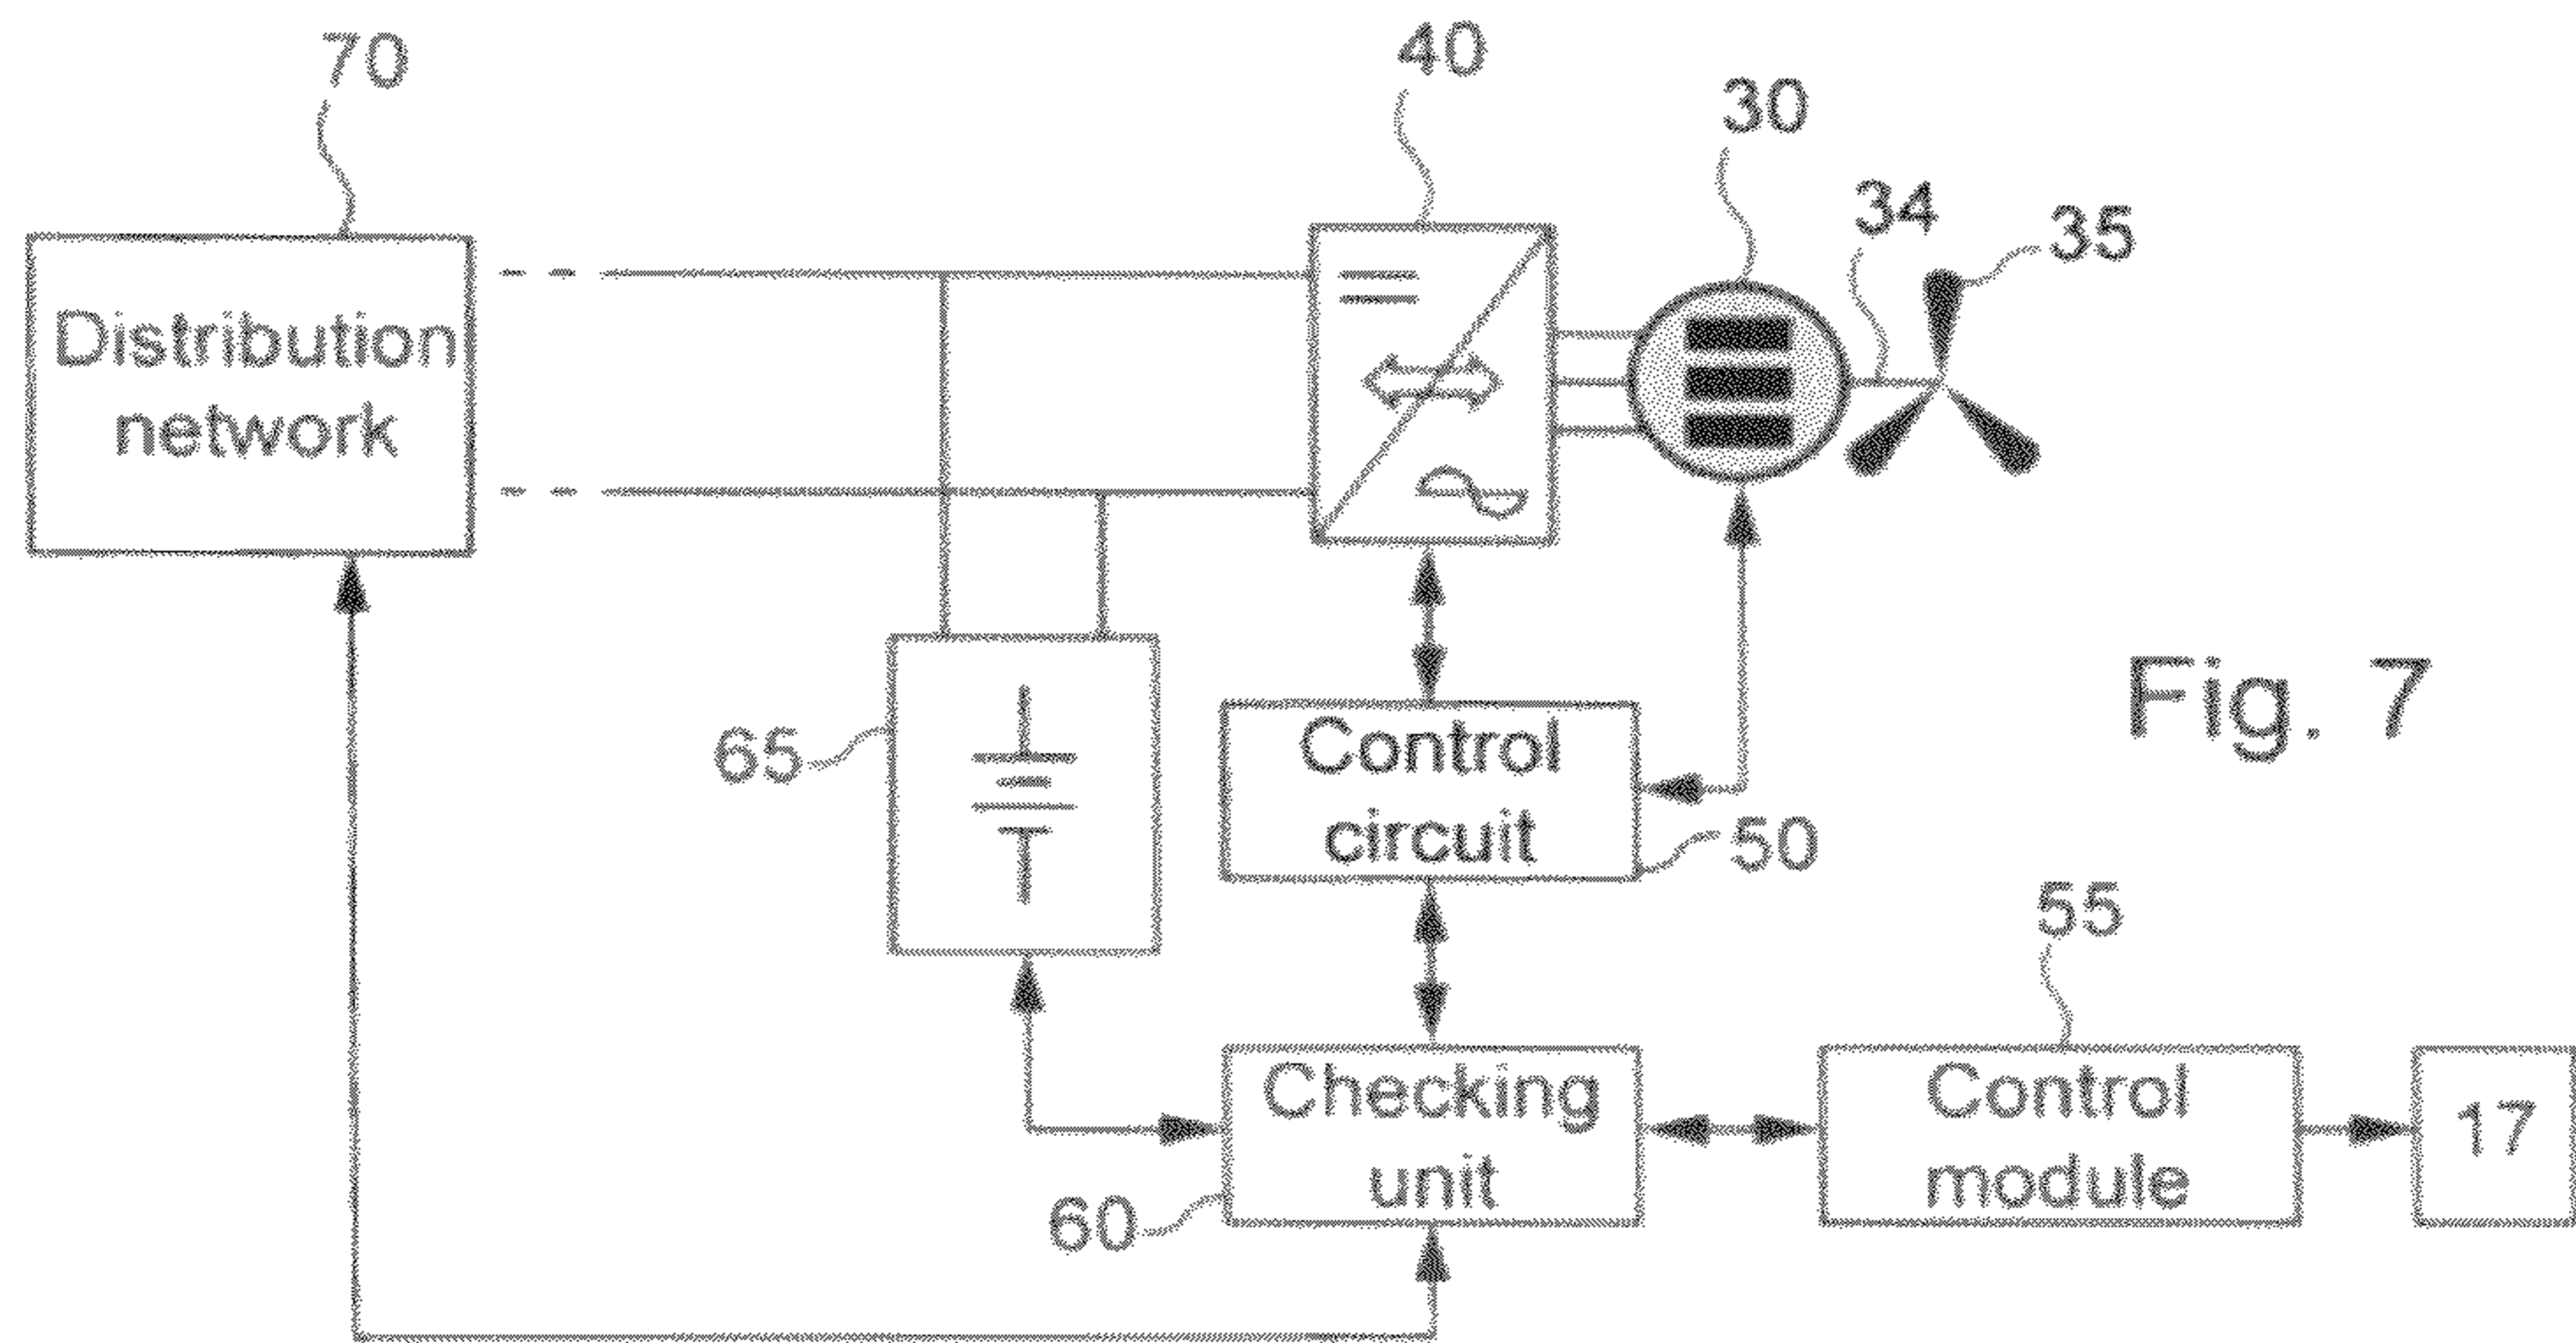 70
40
30
34
35
Distribution
network
Fig. 7
65
Control
circuit
50
55
Checking
unit
60
Control
module
17